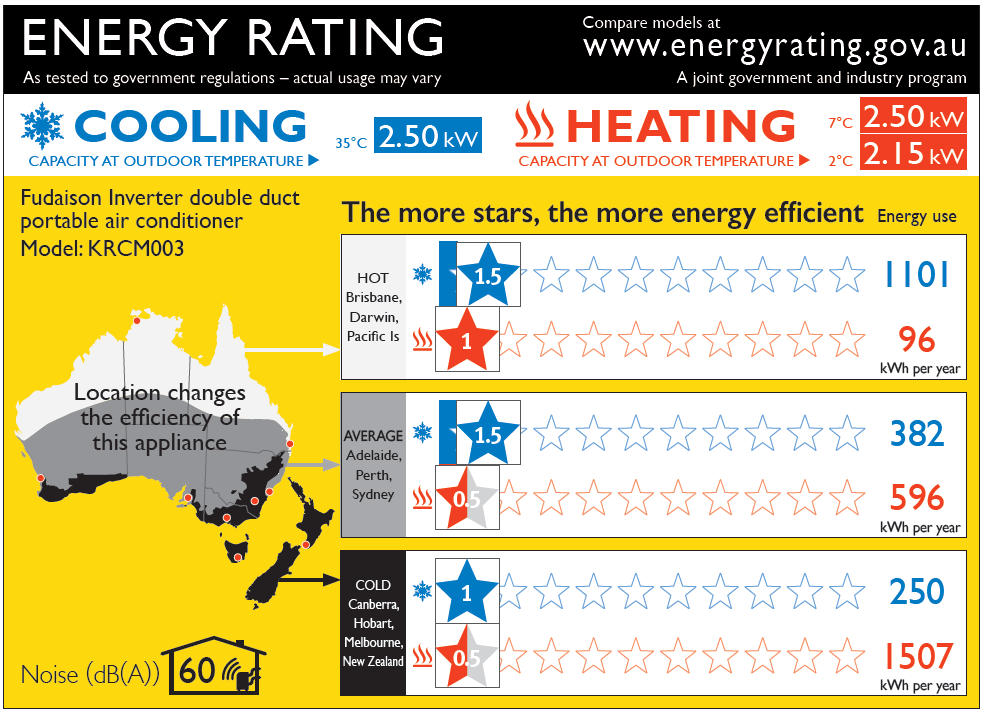 ENERGY RATING
As tested to government regulations – actual usage may vary
Compare models at
www.energyrating.gov.au
A joint government and industry program
COOLING
CAPACITY AT OUTDOOR TEMPERATURE ▶
35°C 2.50 kW
HEATING
CAPACITY AT OUTDOOR TEMPERATURE ▶
7°C 2.50 kW
2°C 2.15 kW
Fudaison Inverter double duct
portable air conditioner
Model: KRCM003
The more stars, the more energy efficient Energy use
HOT
Brisbane,
Darwin,
Pacific Is
1.5 1101
1 96
kWh per year
Location changes
the efficiency of
this appliance
AVERAGE
Adelaide,
Perth,
Sydney
1.5 382
0.5 596
kWh per year
COLD
Canberra,
Hobart,
Melbourne,
New Zealand
1 250
0.5 1507
kWh per year
Noise (dB(A)) 60